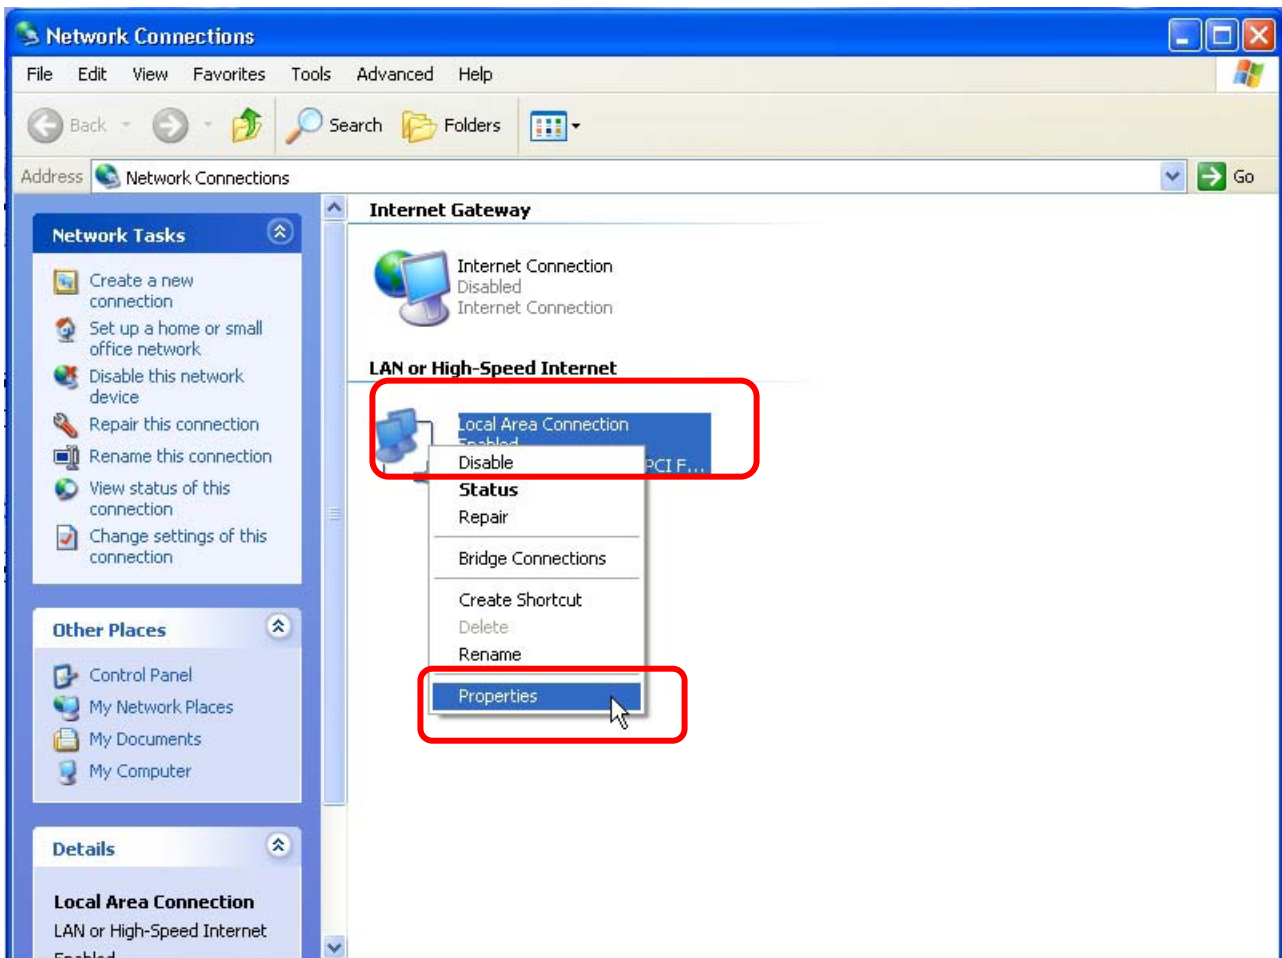 Network Connections
File Edit View Favorites Tools Advanced Help
Back Search Folders
Address Network Connections Go
Network Tasks
Create a new
connection
Set up a home or small
office network
Disable this network
device
Repair this connection
Rename this connection
View status of this
connection
Change settings of this
connection
Other Places
Control Panel
My Network Places
My Documents
My Computer
Details
Local Area Connection
LAN or High-Speed Internet
Enabled
Internet Gateway
Internet Connection
Disabled
Internet Connection
LAN or High-Speed Internet
Local Area Connection
Enabled
PCI F...
Disable
Status
Repair
Bridge Connections
Create Shortcut
Delete
Rename
Properties